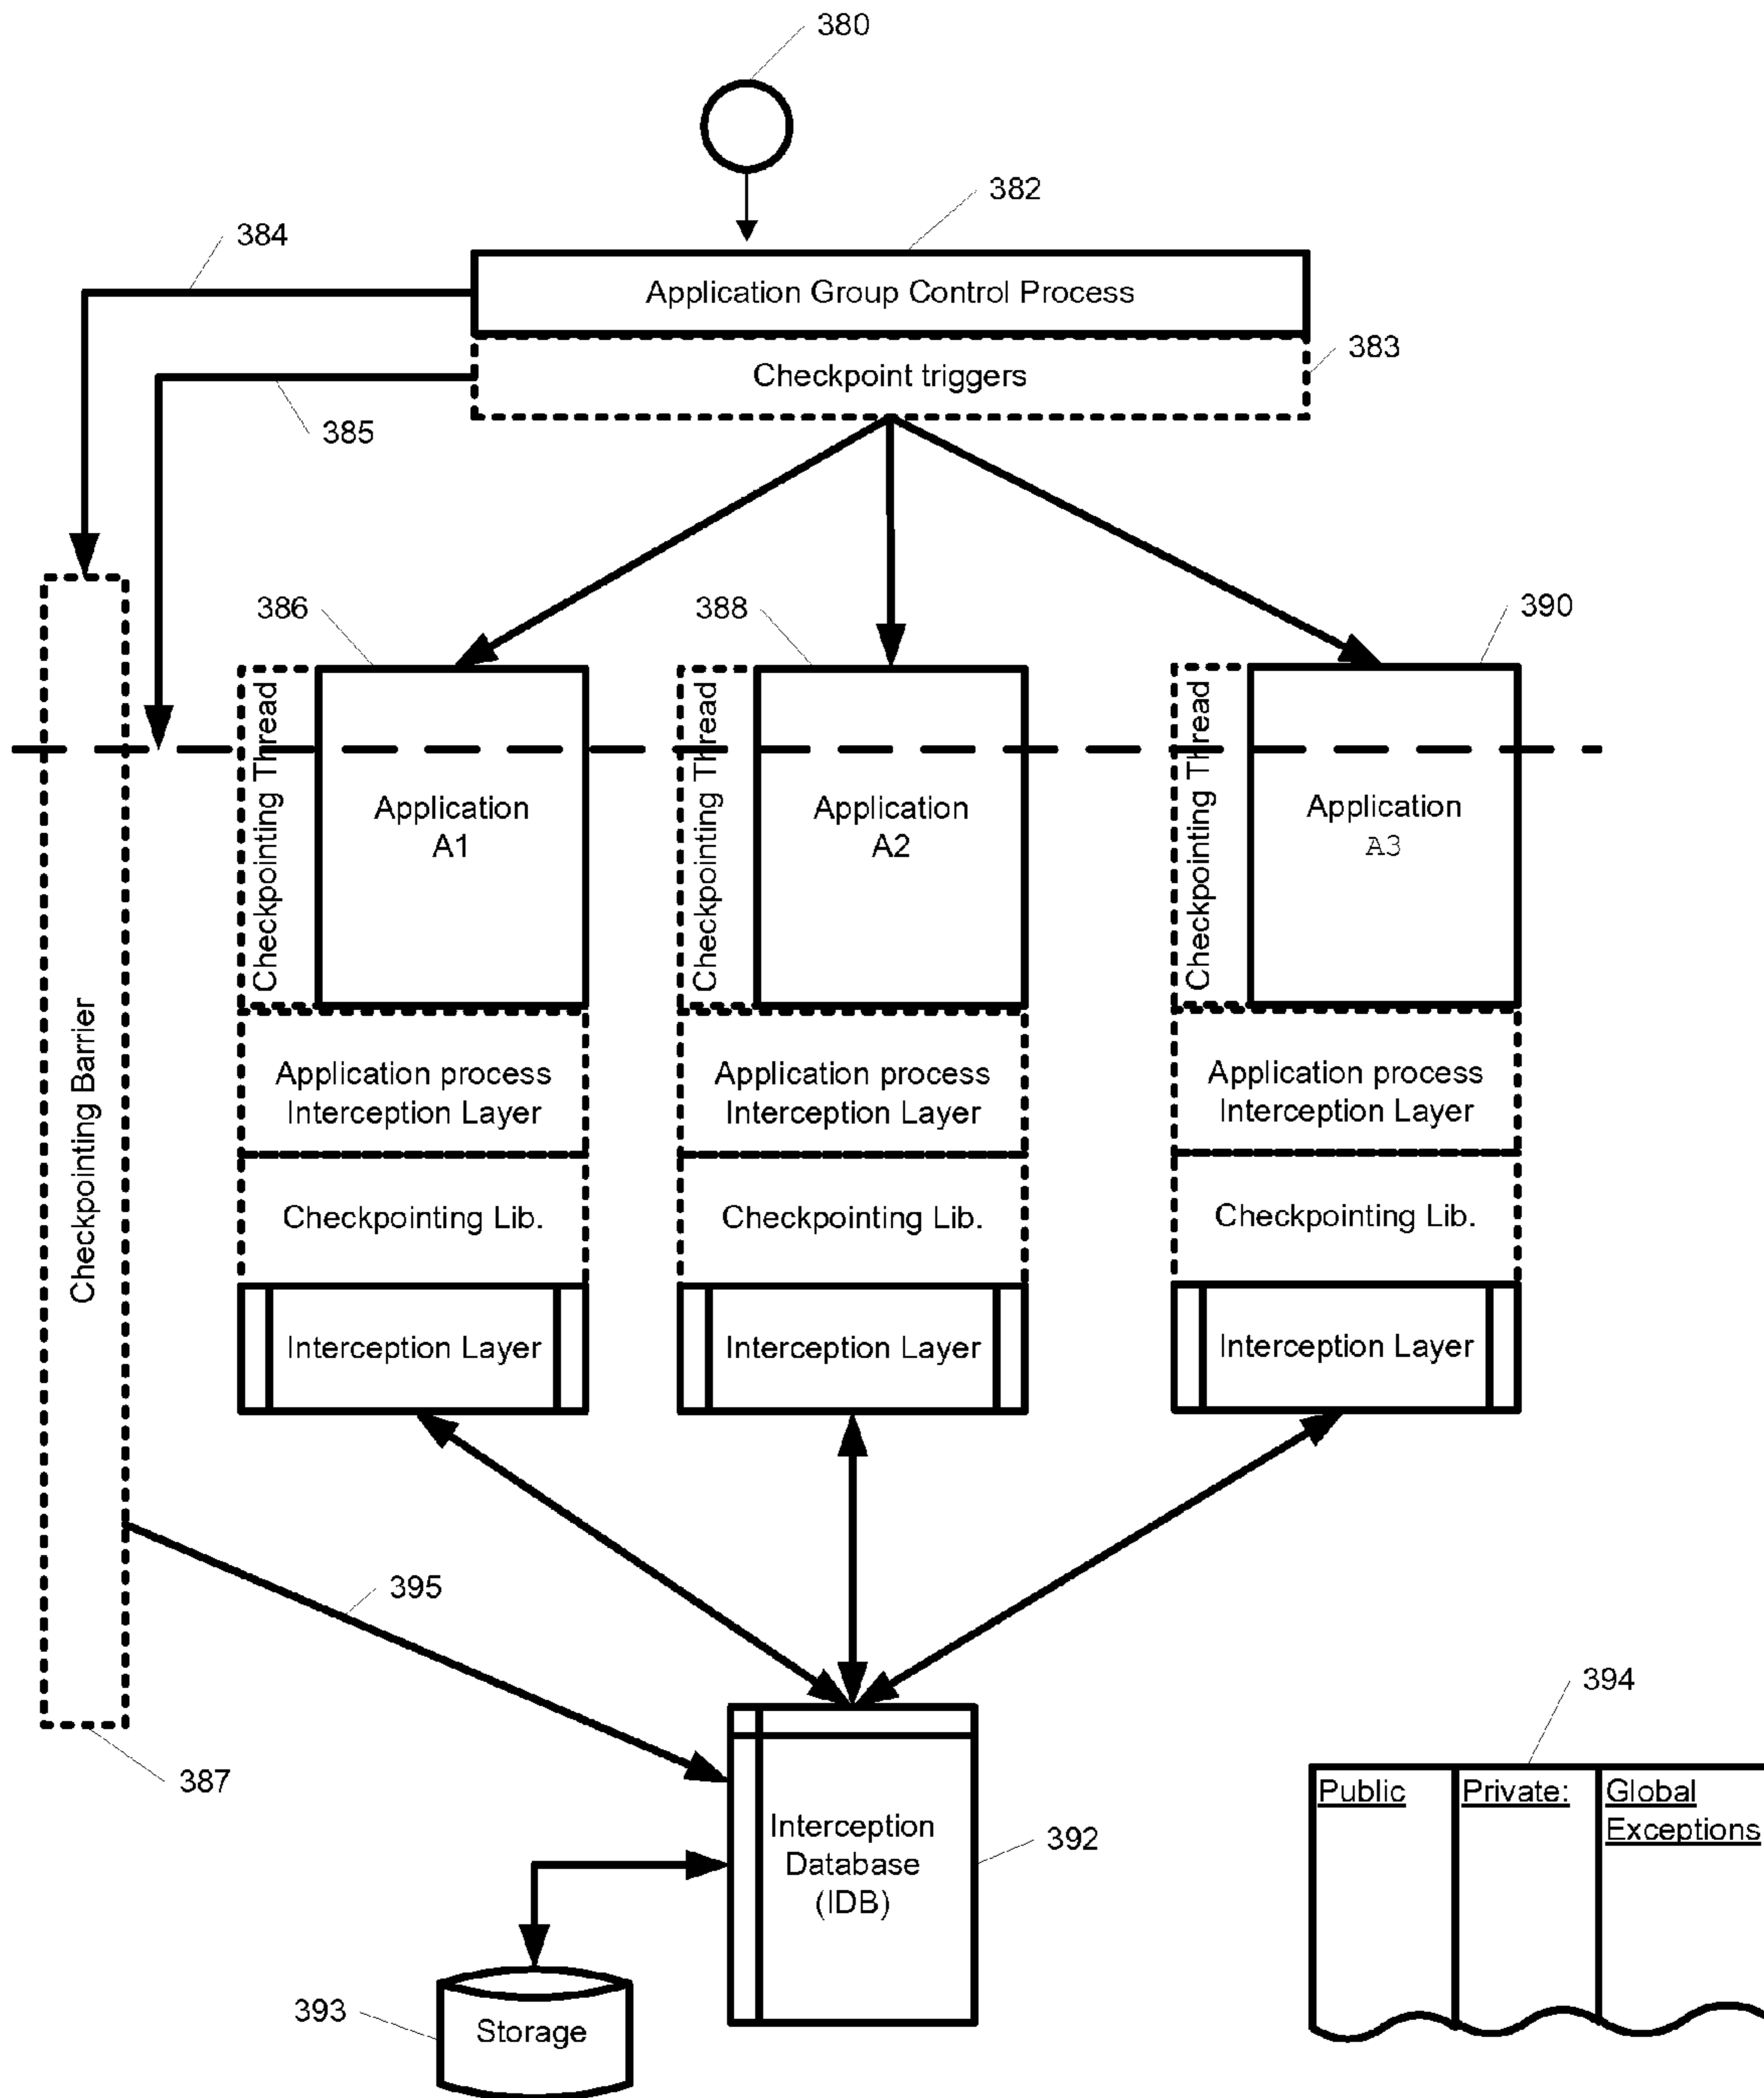 380
382
384
Application Group Control Process
383
Checkpoint triggers
385
386
388
390
Checkpointing Thread
Application
A1
Checkpointing Thread
Application
A2
Checkpointing Thread
Application
A3
Checkpointing Barrier
Application process
Interception Layer
Application process
Interception Layer
Application process
Interception Layer
Checkpointing Lib.
Checkpointing Lib.
Checkpointing Lib.
Interception Layer
Interception Layer
Interception Layer
395
387
394
Public
Private:
Global
Exceptions
Interception
Database
(IDB)
392
393
Storage